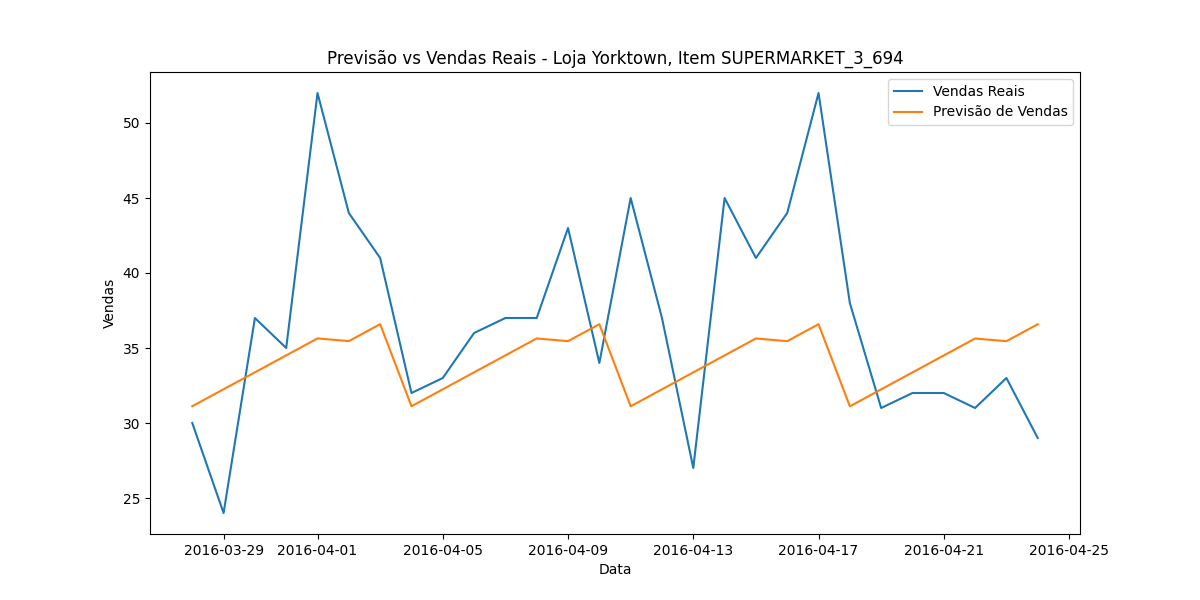 Previsão vs Vendas Reais - Loja Yorktown, Item SUPERMARKET_3_694
Vendas Reais
Previsão de Vendas
Vendas
50
45
40
35
30
25
2016-03-29 2016-04-01 2016-04-05 2016-04-09 2016-04-13 2016-04-17 2016-04-21 2016-04-25
Data